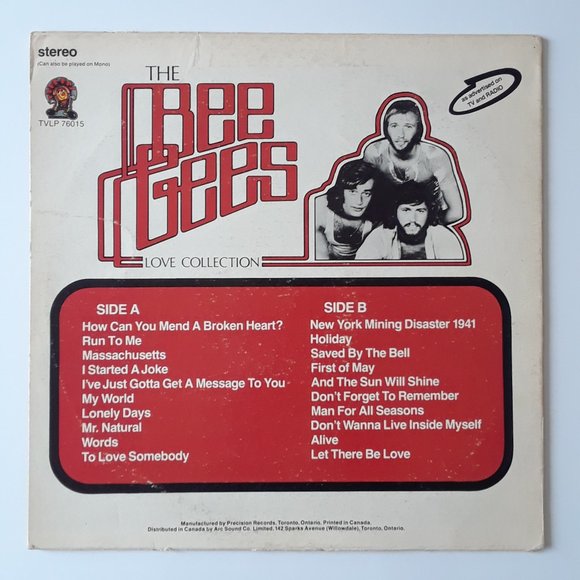 stereo
(Can also be played on Mono)
TVLP 76015
THE
BEE
GEES
LOVE COLLECTION
as advertised on
TV and RADIO
SIDE A
How Can You Mend A Broken Heart?
Run To Me
Massachusetts
I Started A Joke
I've Just Gotta Get A Message To You
My World
Lonely Days
Mr. Natural
Words
To Love Somebody
SIDE B
New York Mining Disaster 1941
Holiday
Saved By The Bell
First of May
And The Sun Will Shine
Don't Forget To Remember
Man For All Seasons
Don't Wanna Live Inside Myself
Alive
Let There Be Love
Manufactured by Precision Records, Toronto, Ontario. Printed in Canada.
Distributed in Canada by Arc Sound Co. Limited, 142 Sparks Avenue (Willowdale), Toronto, Ontario.